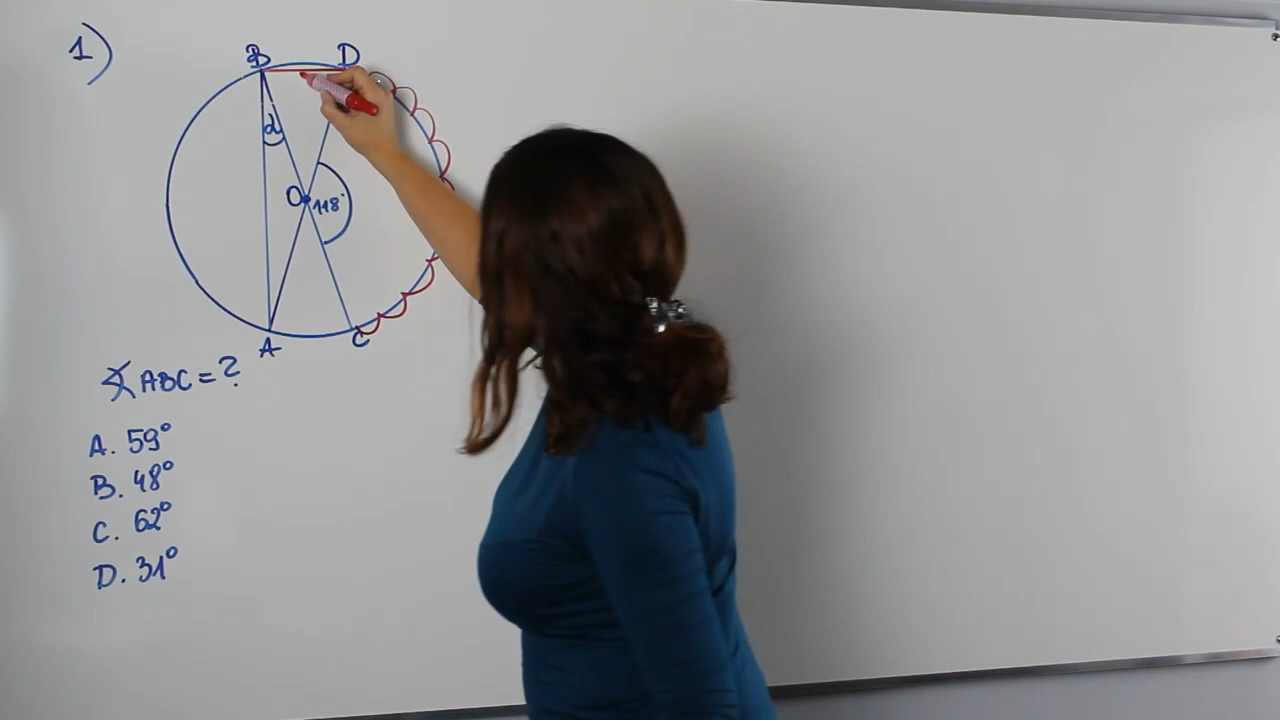 1)
B D
α
O 118°
A C
∢ABC = ?
A. 59°
B. 48°
C. 62°
D. 31°